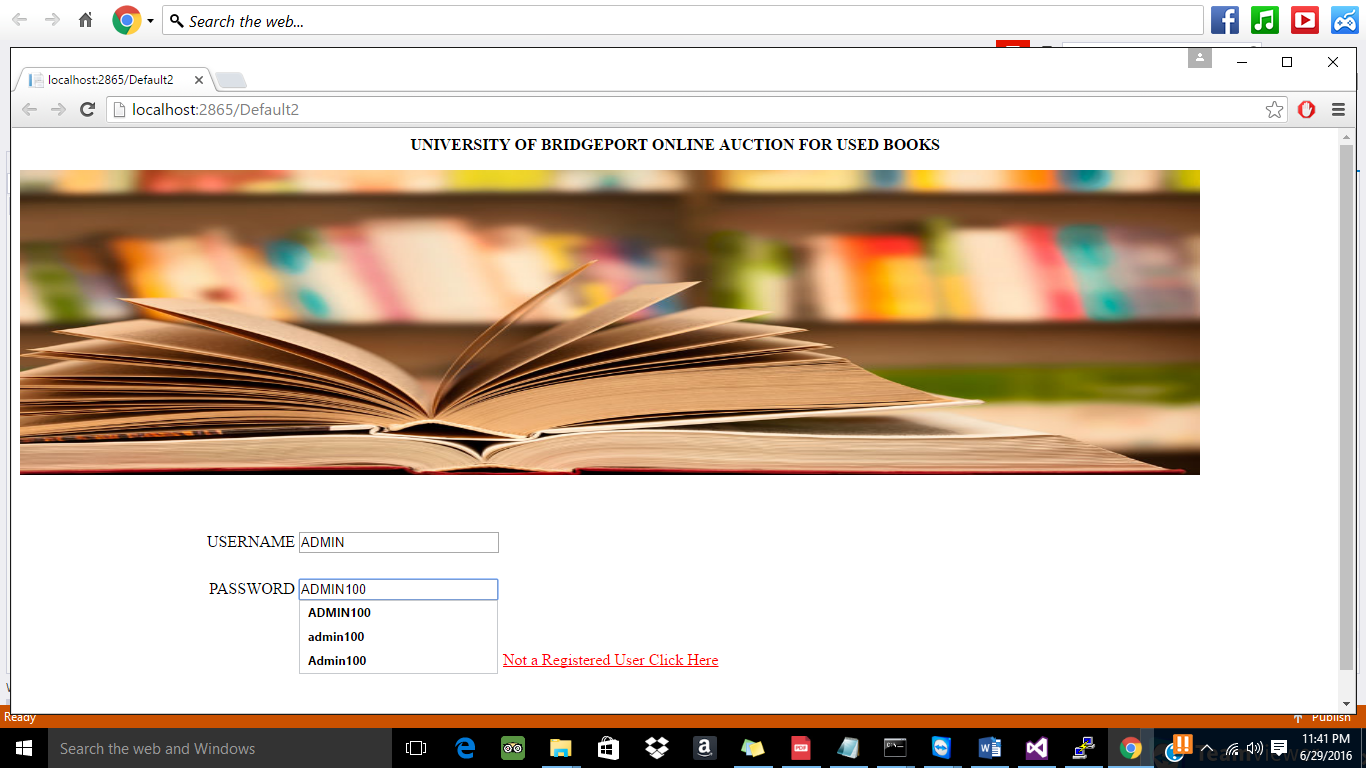 Search the web...
localhost:2865/Default2
localhost:2865/Default2
UNIVERSITY OF BRIDGEPORT ONLINE AUCTION FOR USED BOOKS
USERNAME ADMIN
PASSWORD ADMIN100
ADMIN100
admin100
Admin100
Not a Registered User Click Here
Ready
Publish
Search the web and Windows
11:41 PM
6/29/2016